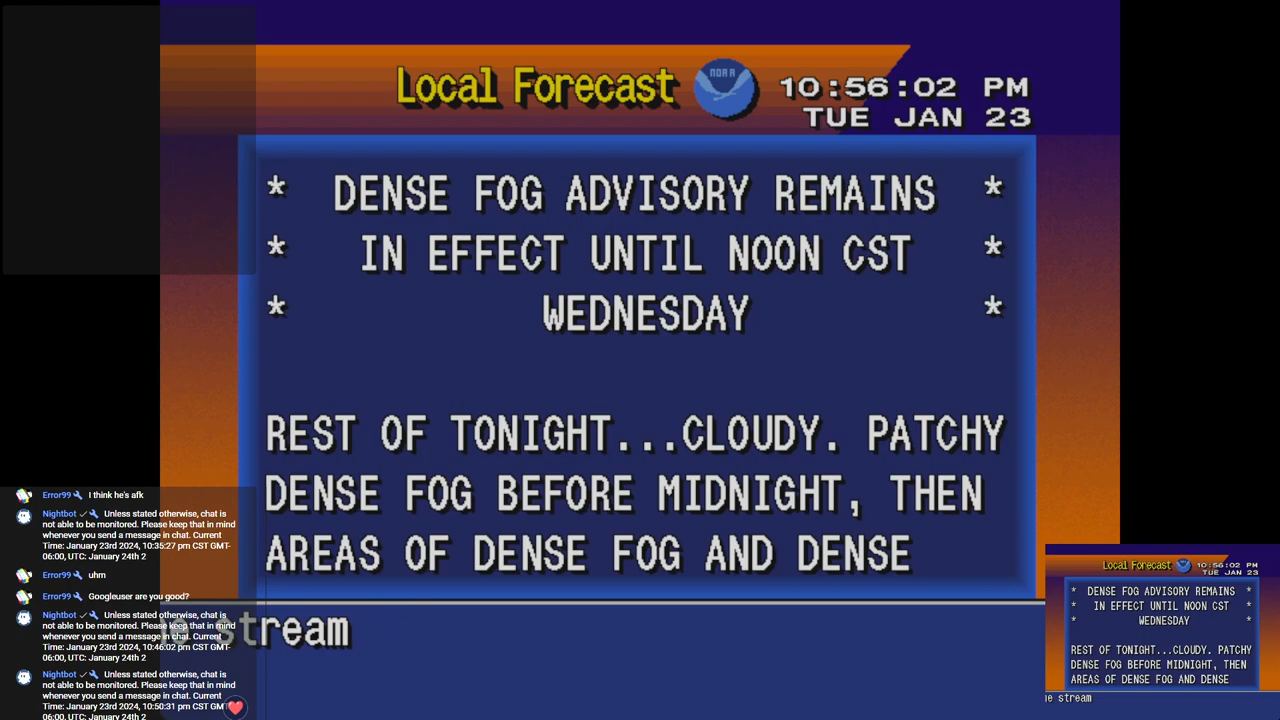 Local Forecast
NOAA
10:56:02 PM
TUE JAN 23
* DENSE FOG ADVISORY REMAINS *
* IN EFFECT UNTIL NOON CST *
* WEDNESDAY *
REST OF TONIGHT...CLOUDY. PATCHY
DENSE FOG BEFORE MIDNIGHT, THEN
AREAS OF DENSE FOG AND DENSE
stream
Error99 I think he's afk
Nightbot Unless stated otherwise, chat is
not able to be monitored. Please keep that in mind
whenever you send a message in chat. Current
Time: January 23rd 2024, 10:35:27 pm CST GMT-
06:00, UTC: January 24th 2
Error99 uhm
Error99 Googleuser are you good?
Nightbot Unless stated otherwise, chat is
not able to be monitored. Please keep that in mind
whenever you send a message in chat. Current
Time: January 23rd 2024, 10:46:02 pm CST GMT-
06:00, UTC: January 24th 2
Nightbot Unless stated otherwise, chat is
not able to be monitored. Please keep that in mind
whenever you send a message in chat. Current
Time: January 23rd 2024, 10:50:31 pm CST GM
06:00, UTC: January 24th 2
Local Forecast
10:56:02 PM
TUE JAN 23
* DENSE FOG ADVISORY REMAINS *
* IN EFFECT UNTIL NOON CST *
* WEDNESDAY *
REST OF TONIGHT...CLOUDY. PATCHY
DENSE FOG BEFORE MIDNIGHT, THEN
AREAS OF DENSE FOG AND DENSE
stream